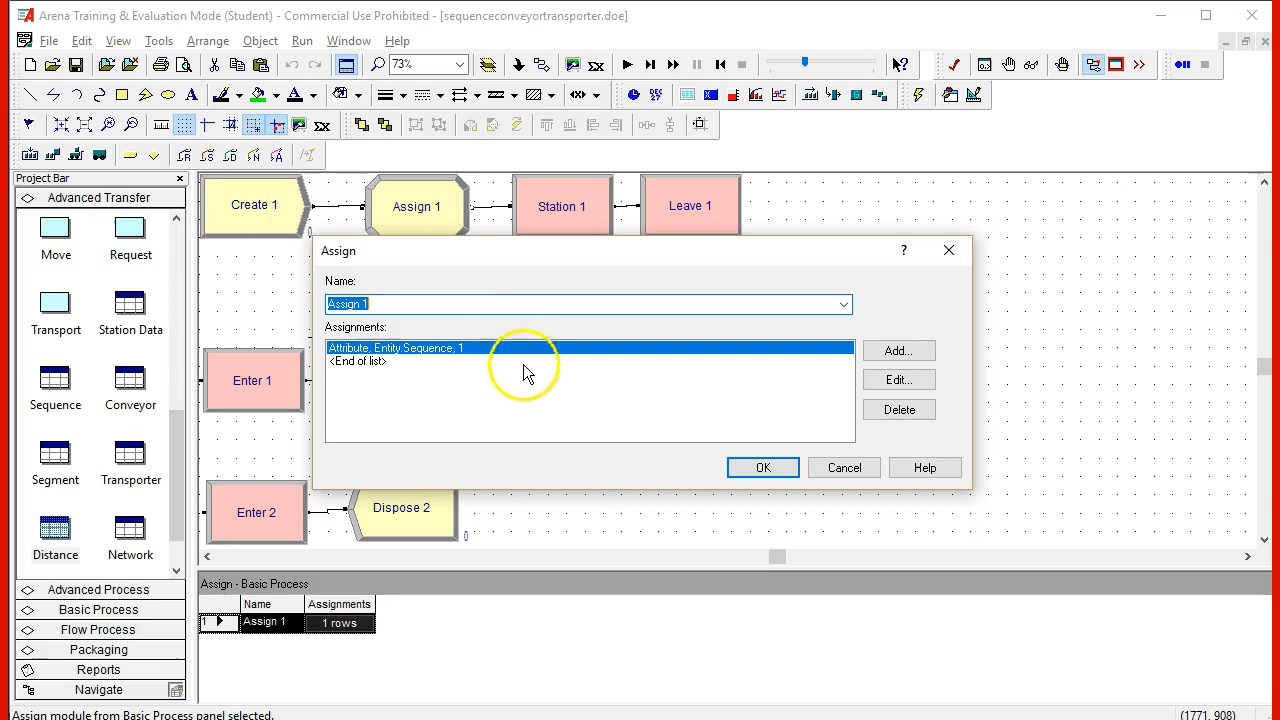 Arena Training & Evaluation Mode (Student) - Commercial Use Prohibited - [sequenceconveyortransporter.doe]
File Edit View Tools Arrange Object Run Window Help
73%
Project Bar
Advanced Transfer
Move Request
Transport Station Data
Sequence Conveyor
Segment Transporter
Distance Network
Advanced Process
Basic Process
Flow Process
Packaging
Reports
Navigate
Create 1
0
Assign 1
Station 1
Leave 1
Enter 1
Enter 2
Dispose 2
0
Assign
?
Name:
Assign 1
Assignments:
Attribute, Entity.Sequence, 1
<End of list>
Add...
Edit...
Delete
OK Cancel Help
Assign - Basic Process
Name Assignments
1 Assign 1 1 rows
Assign module from Basic Process panel selected.
(1771, 908)